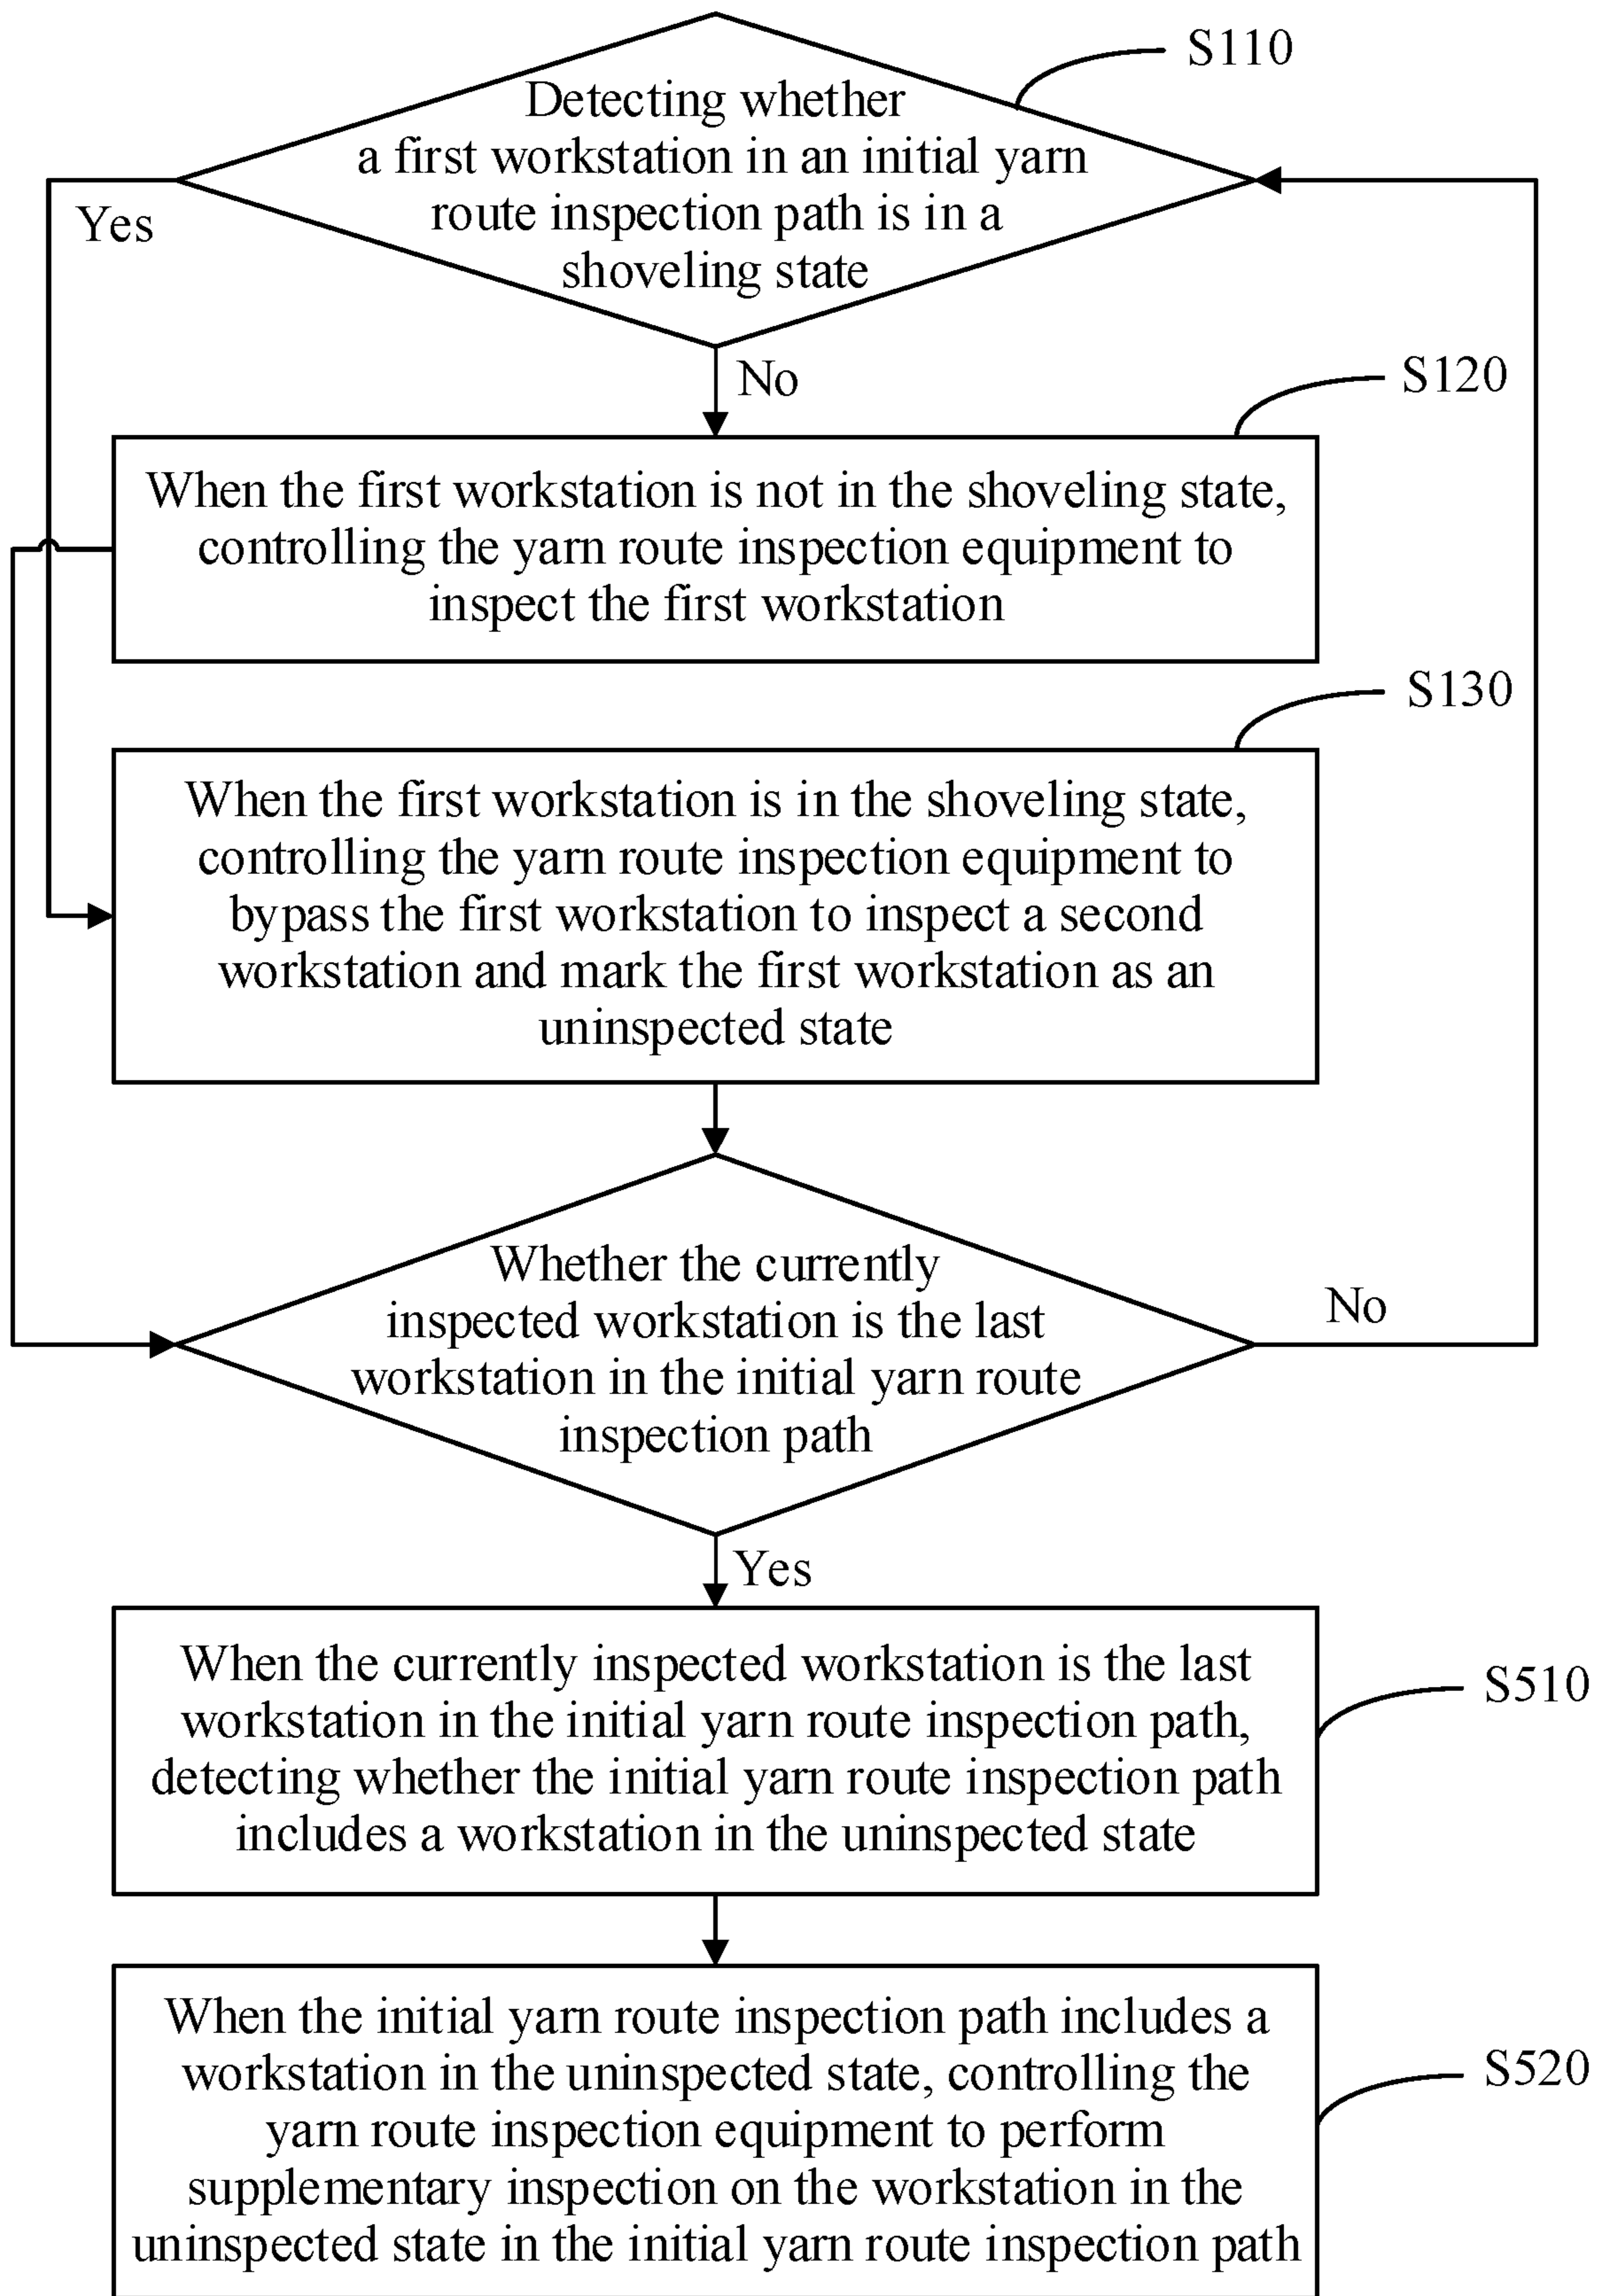 S110
Detecting whether
a first workstation in an initial yarn
route inspection path is in a
shoveling state
Yes
No
S120
When the first workstation is not in the shoveling state,
controlling the yarn route inspection equipment to
inspect the first workstation
S130
When the first workstation is in the shoveling state,
controlling the yarn route inspection equipment to
bypass the first workstation to inspect a second
workstation and mark the first workstation as an
uninspected state
Whether the currently
inspected workstation is the last
workstation in the initial yarn route
inspection path
No
Yes
When the currently inspected workstation is the last
workstation in the initial yarn route inspection path,
detecting whether the initial yarn route inspection path
includes a workstation in the uninspected state
S510
When the initial yarn route inspection path includes a
workstation in the uninspected state, controlling the
yarn route inspection equipment to perform
supplementary inspection on the workstation in the
uninspected state in the initial yarn route inspection path
S520